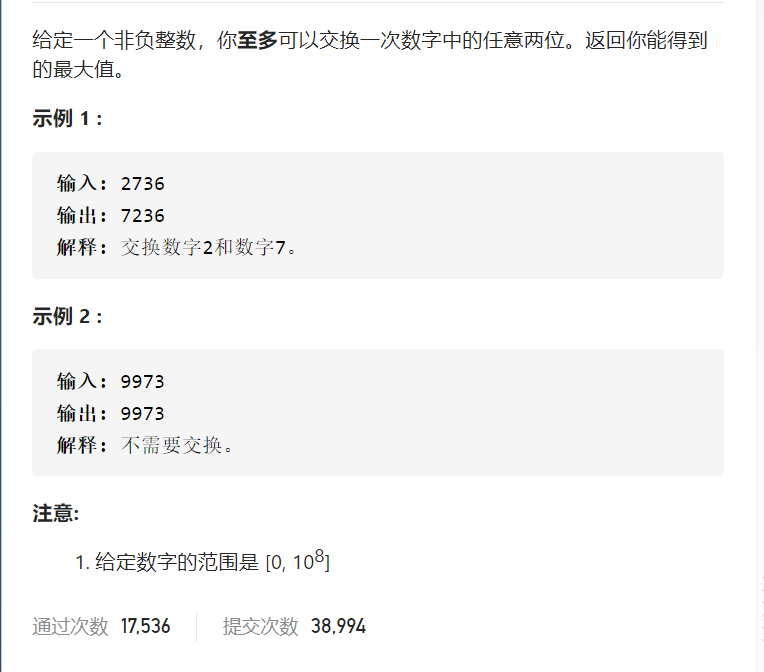 给定一个非负整数，你至多可以交换一次数字中的任意两位。返回你能得到
的最大值。
示例 1 :
输入: 2736
输出: 7236
解释: 交换数字2和数字7。
示例 2 :
输入: 9973
输出: 9973
解释: 不需要交换。
注意:
1. 给定数字的范围是 [0, 10⁸]
通过次数 17,536 提交次数 38,994